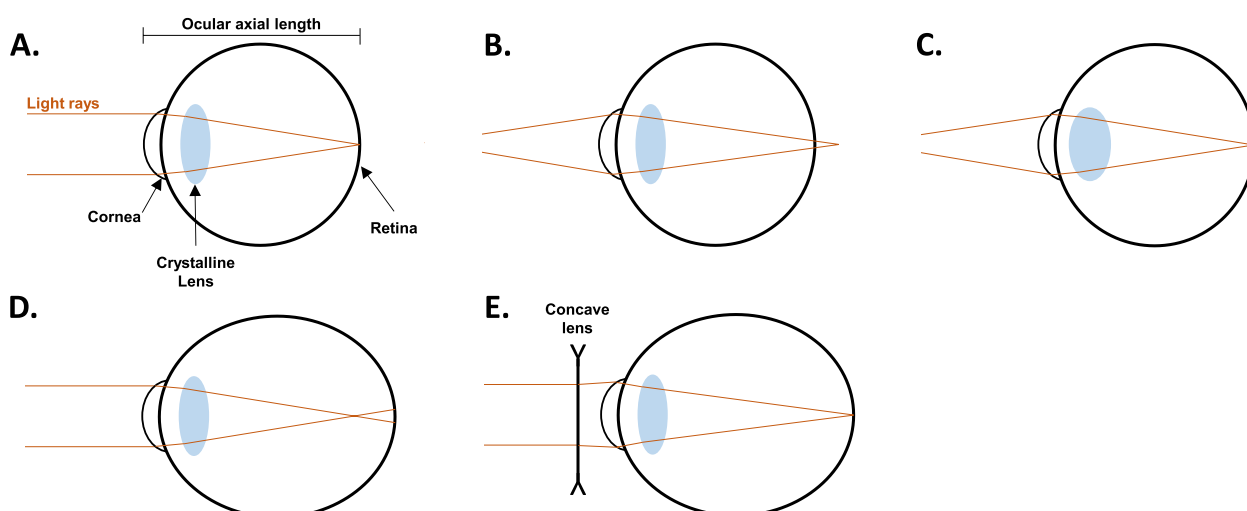 Ocular axial length
A.
B.
C.
Light rays
Cornea
Retina
Crystalline
Lens
D.
E.
Concave
lens